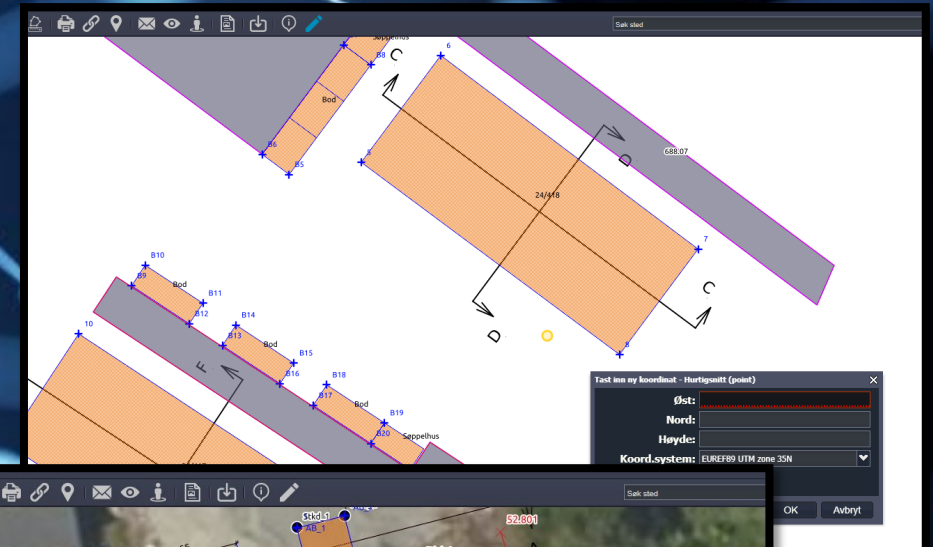 Søk sted
Søppelhus
6
B8
C
Bod
B6
B5
5
D
688.07
24/418
7
C
B10
B9
Bod
B11
B12
D
8
10
B14
B13
Bod
B15
B16
F
B18
B17
Bod
B19
B20
Søppelhus
Tast inn ny koordinat - Hurtigsnitt (point)
Øst:
Nord:
Høyde:
Koord.system: EUREF89 UTM zone 35N
OK Avbryt
Søk sted
Stkd_1
AB_1
52.801